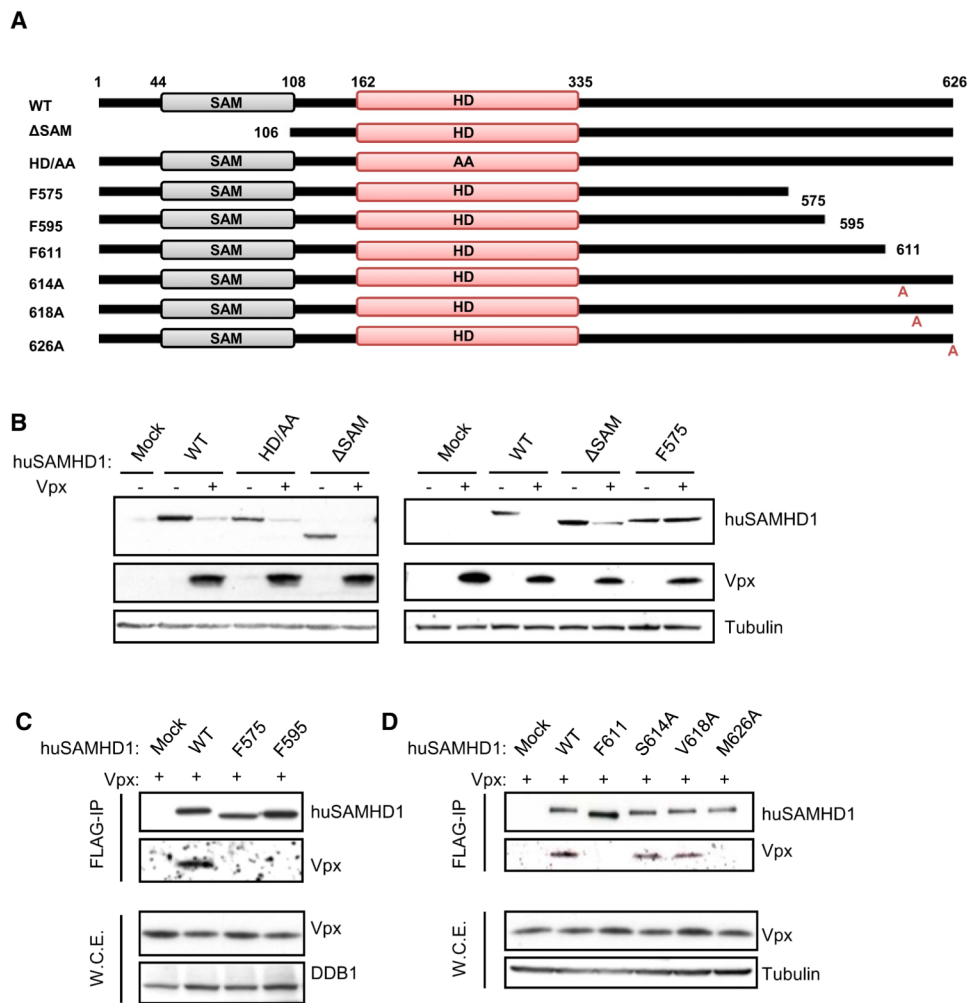 A
1 44 108 162 335 626
WT SAM HD
ΔSAM 106 HD
HD/AA SAM AA
F575 SAM HD 575
F595 SAM HD 595
F611 SAM HD 611
614A SAM HD A
618A SAM HD A
626A SAM HD A
B
huSAMHD1: Mock WT HD/AA ΔSAM Mock WT ΔSAM F575
Vpx - - + - + - + - + - + - + - +
huSAMHD1
Vpx
Tubulin
C
huSAMHD1: Mock WT F575 F595
Vpx: + + + +
FLAG-IP
huSAMHD1
Vpx
W.C.E.
Vpx
DDB1
D
huSAMHD1: Mock WT F611 S614A V618A M626A
Vpx: + + + + + +
FLAG-IP
huSAMHD1
Vpx
W.C.E.
Vpx
Tubulin